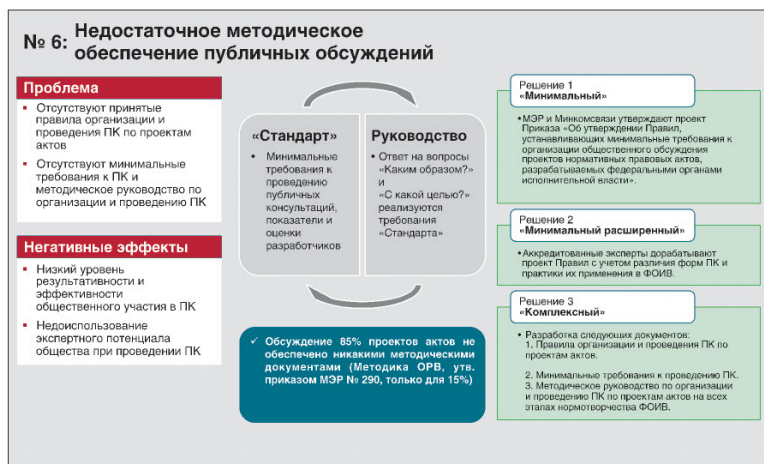 № 6: Недостаточное методическое
обеспечение публичных обсуждений
Проблема
▪ Отсутствуют принятые
правила организации и
проведения ПК по проектам
актов
▪ Отсутствуют минимальные
требования к ПК и
методическое руководство по
организации и проведению ПК
Негативные эффекты
▪ Низкий уровень
результативности и
эффективности
общественного участия в ПК
▪ Недоиспользование
экспертного потенциала
общества при проведении ПК
«Стандарт»
• Минимальные
требования к
проведению
публичных
консультаций,
показатели и
оценки
разработчиков
Руководство
• Ответ на вопросы
«Каким образом?»
и
«С какой целью?»
реализуются
требования
«Стандарта»
✓ Обсуждение 85% проектов актов не
обеспечено никакими методическими
документами (Методика ОРВ, утв.
приказом МЭР № 290, только для 15%)
Решение 1
«Минимальный»
•МЭР и Минкомсвязи утверждают проект
Приказа «Об утверждении Правил,
устанавливающих минимальные требования к
организации общественного обсуждения
проектов нормативных правовых актов,
разрабатываемых федеральными органами
исполнительной власти».
Решение 2
«Минимальный расширенный»
•Аккредитованные эксперты дорабатывают
проект Правил с учетом различия форм ПК и
практики их применения в ФОИВ.
Решение 3
«Комплексный»
• Разработка следующих документов:
1. Правила организации и проведения ПК по
проектам актов.
2. Минимальные требования к проведению ПК.
3. Методическое руководство по организации
и проведению ПК по проектам актов на всех
этапах нормотворчества ФОИВ.